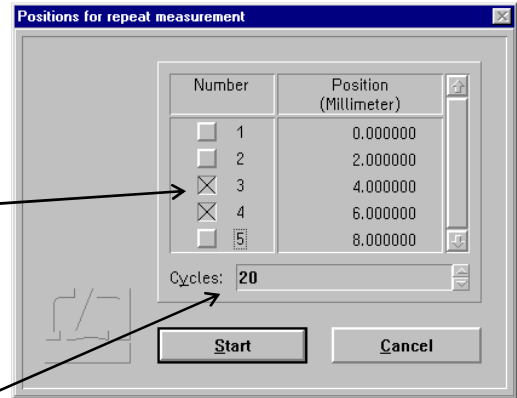 Positions for repeat measurement
Number Position
(Millimeter)
1 0.000000
2 2.000000
3 4.000000
4 6.000000
5 8.000000
Cycles: 20
Start Cancel